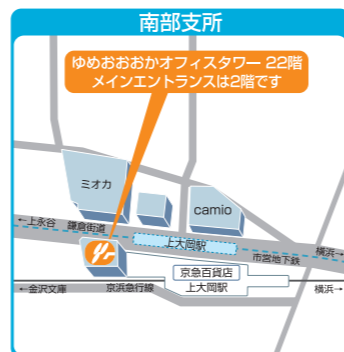 南部支所
ゆめおおおかオフィスタワー 22階
メインエントランスは2階です
ミオカ
camio
←上永谷
鎌倉街道
上大岡駅
市営地下鉄
横浜→
京急百貨店
上大岡駅
←金沢文庫
京浜急行線
横浜→